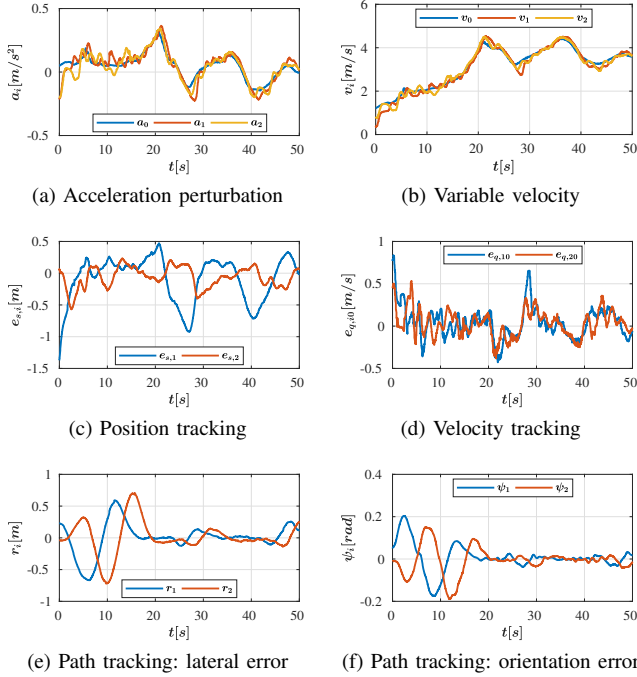 0.5
0
-0.5
a_i[m/s²]
a_0 a_1 a_2
0 10 20 30 40 50
t[s]
(a) Acceleration perturbation
6
4
2
0
v_i[m/s]
v_0 v_1 v_2
0 10 20 30 40 50
t[s]
(b) Variable velocity
0.5
0
-0.5
-1
-1.5
e_{s,i}[m]
e_{s,1} e_{s,2}
0 10 20 30 40 50
t[s]
(c) Position tracking
1
0.5
0
-0.5
e_{q,i0}[m/s]
e_{q,10} e_{q,20}
0 10 20 30 40 50
t[s]
(d) Velocity tracking
1
0.5
0
-0.5
-1
r_i[m]
r_1 r_2
0 10 20 30 40 50
t[s]
(e) Path tracking: lateral error
0.4
0.2
0
-0.2
ψ_i[rad]
ψ_1 ψ_2
0 10 20 30 40 50
t[s]
(f) Path tracking: orientation error